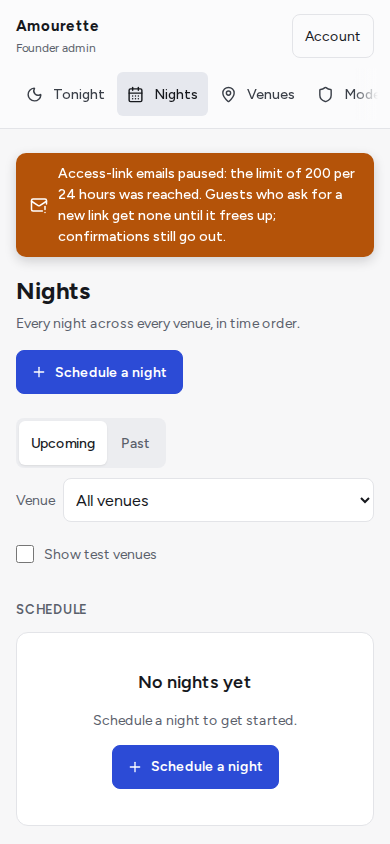 Amourette
Founder admin
Account
Tonight
Nights
Venues
Access-link emails paused: the limit of 200 per
24 hours was reached. Guests who ask for a
new link get none until it frees up;
confirmations still go out.
Nights
Every night across every venue, in time order.
Schedule a night
Upcoming
Past
Venue
All venues
Show test venues
SCHEDULE
No nights yet
Schedule a night to get started.
Schedule a night